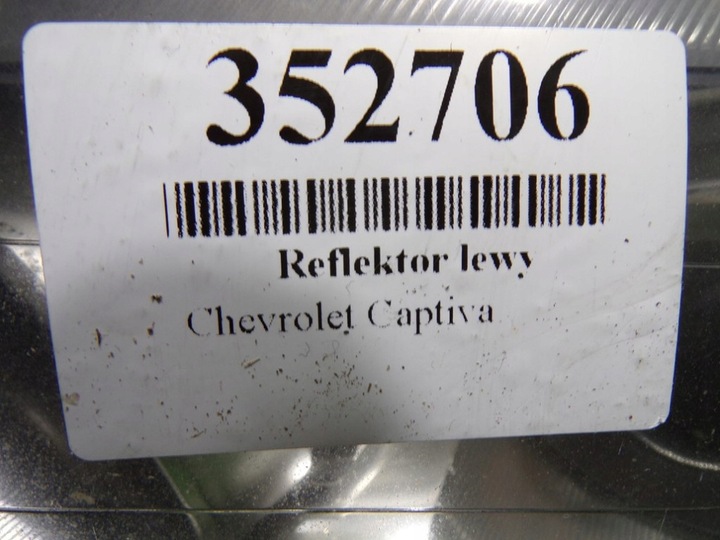 352706
Reflektor lewy
Chevrolet Captiva